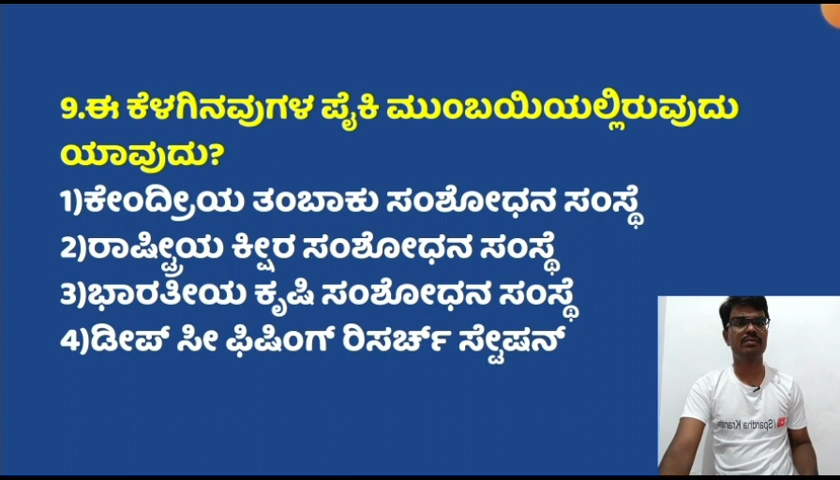 9.ಈ ಕೆಳಗಿನವುಗಳ ಪೈಕಿ ಮುಂಬಯಿಯಲ್ಲಿರುವುದು
ಯಾವುದು?
1)ಕೇಂದ್ರೀಯ ತಂಬಾಕು ಸಂಶೋಧನ ಸಂಸ್ಥೆ
2)ರಾಷ್ಟ್ರೀಯ ಕ್ಷೀರ ಸಂಶೋಧನ ಸಂಸ್ಥೆ
3)ಭಾರತೀಯ ಕೃಷಿ ಸಂಶೋಧನ ಸಂಸ್ಥೆ
4)ಡೀಪ್ ಸೀ ಫಿಷಿಂಗ್ ರಿಸರ್ಚ್ ಸ್ಟೇಷನ್